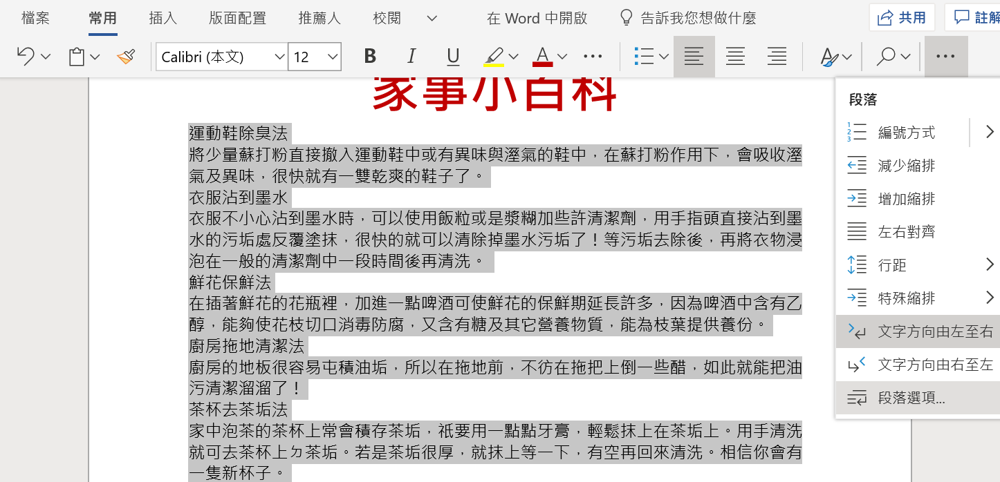 檔案 常用 插入 版面配置 推薦人 校閱 在 Word 中開啟 告訴我您想做什麼 共用 註解
Calibri (本文) 12 B I U A
家事小百科
段落
編號方式
減少縮排
增加縮排
左右對齊
行距
特殊縮排
文字方向由左至右
文字方向由右至左
段落選項...
運動鞋除臭法
將少量蘇打粉直接撤入運動鞋中或有異味與溼氣的鞋中，在蘇打粉作用下，會吸收溼
氣及異味，很快就有一雙乾爽的鞋子了。
衣服沾到墨水
衣服不小心沾到墨水時，可以使用飯粒或是漿糊加些許清潔劑，用手指頭直接沾到墨
水的污垢處反覆塗抹，很快的就可以清除掉墨水污垢了！等污垢去除後，再將衣物浸
泡在一般的清潔劑中一段時間後再清洗。
鮮花保鮮法
在插著鮮花的花瓶裡，加進一點啤酒可使鮮花的保鮮期延長許多，因為啤酒中含有乙
醇，能夠使花枝切口消毒防腐，又含有糖及其它營養物質，能為枝葉提供養份。
廚房拖地清潔法
廚房的地板很容易屯積油垢，所以在拖地前，不彷在拖把上倒一些醋，如此就能把油
污清潔溜溜了！
茶杯去茶垢法
家中泡茶的茶杯上常會積存茶垢，祇要用一點點牙膏，輕鬆抹上在茶垢上。用手清洗
就可去茶杯上ㄉ茶垢。若是茶垢很厚，就抹上等一下，有空再回來清洗。相信你會有
一隻新杯子。